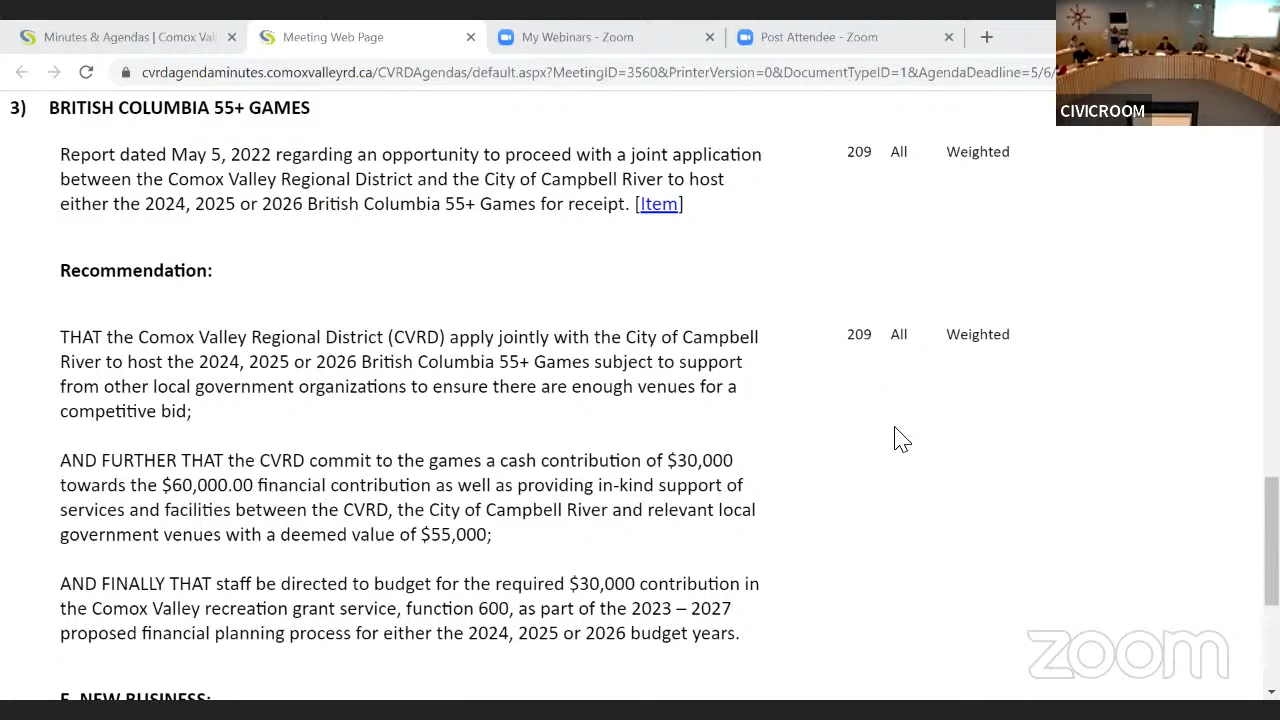 Minutes & Agendas | Comox Val
Meeting Web Page
My Webinars - Zoom
Post Attendee - Zoom
cvrdagendaminutes.comoxvalleyrd.ca/CVRDAgendas/default.aspx?MeetingID=3560&PrinterVersion=0&DocumentTypeID=1&AgendaDeadline=5/6/
CIVICROOM
3) BRITISH COLUMBIA 55+ GAMES
Report dated May 5, 2022 regarding an opportunity to proceed with a joint application 209 All Weighted
between the Comox Valley Regional District and the City of Campbell River to host
either the 2024, 2025 or 2026 British Columbia 55+ Games for receipt. [Item]
Recommendation:
THAT the Comox Valley Regional District (CVRD) apply jointly with the City of Campbell 209 All Weighted
River to host the 2024, 2025 or 2026 British Columbia 55+ Games subject to support
from other local government organizations to ensure there are enough venues for a
competitive bid;
AND FURTHER THAT the CVRD commit to the games a cash contribution of $30,000
towards the $60,000.00 financial contribution as well as providing in-kind support of
services and facilities between the CVRD, the City of Campbell River and relevant local
government venues with a deemed value of $55,000;
AND FINALLY THAT staff be directed to budget for the required $30,000 contribution in
the Comox Valley recreation grant service, function 600, as part of the 2023 – 2027
proposed financial planning process for either the 2024, 2025 or 2026 budget years.
zoom
NEW BUSINESS: